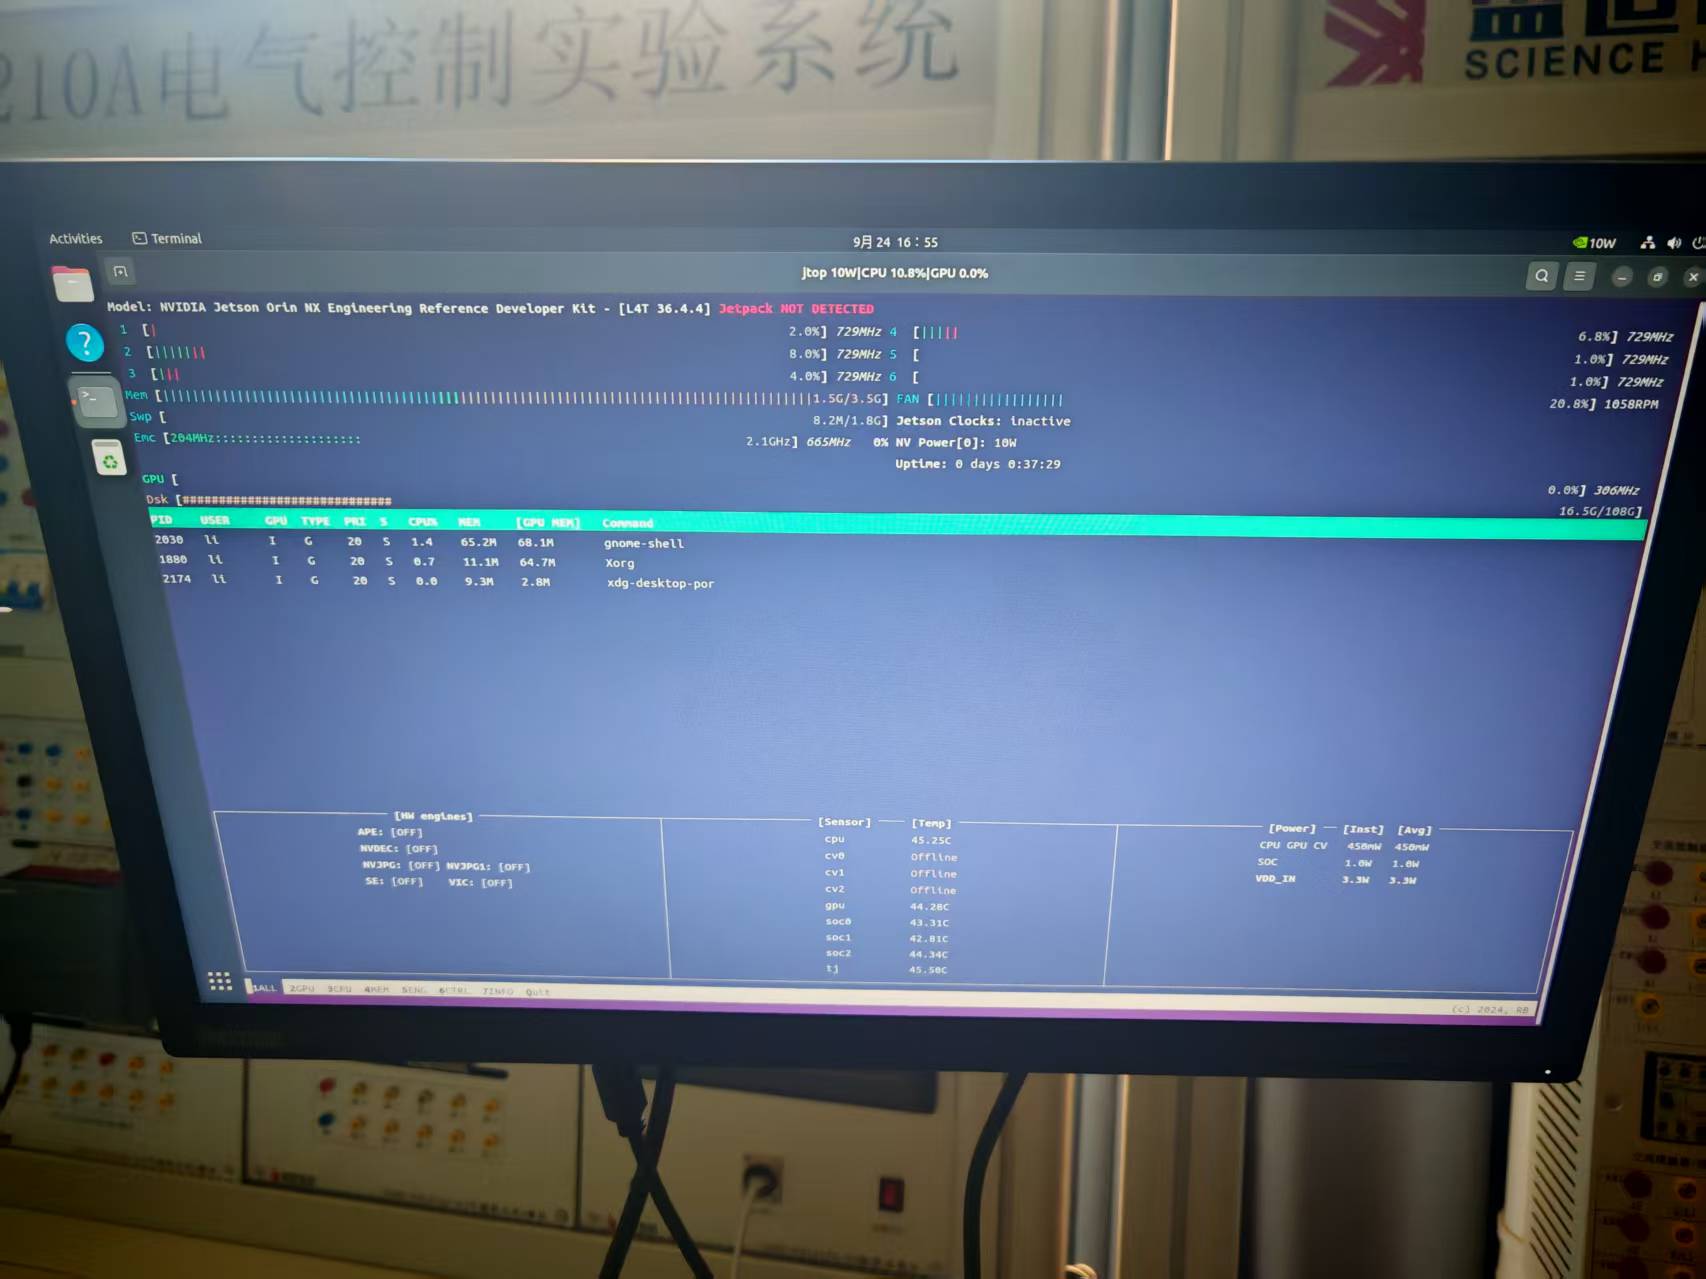 210A电气控制实验系统
SCIENCE
Activities Terminal 9月 24 16：55 10W
jtop 10W|CPU 10.8%|GPU 0.0%
Model: NVIDIA Jetson Orin NX Engineering Reference Developer Kit - [L4T 36.4.4] Jetpack NOT DETECTED
1 [ 2.0%] 729MHz 4 [ 6.8%] 729MHz
2 [ 8.0%] 729MHz 5 [ 1.0%] 729MHz
3 [ 4.0%] 729MHz 6 [ 1.0%] 729MHz
Mem [ 1.5G/3.5G] FAN [ 20.8%] 1058RPM
Swp [ 8.2M/1.8G] Jetson Clocks: inactive
Emc [204MHz 2.1GHz] 665MHz 0% NV Power[0]: 10W
Uptime: 0 days 0:37:29
GPU [ 0.0%] 306MHz
Dsk [############################# 16.5G/108G]
PID USER GPU TYPE PRI S CPU% MEM [GPU MEM] Command
2030 li I G 20 S 1.4 65.2M 68.1M gnome-shell
1880 li I G 20 S 0.7 11.1M 64.7M Xorg
2174 li I G 20 S 0.0 9.3M 2.8M xdg-desktop-por
[HW engines]
APE: [OFF]
NVDEC: [OFF]
NVJPG: [OFF] NVJPG1: [OFF]
SE: [OFF] VIC: [OFF]
[Sensor] [Temp]
cpu 45.25C
cv0 Offline
cv1 Offline
cv2 Offline
gpu 44.28C
soc0 43.31C
soc1 42.81C
soc2 44.34C
tj 45.50C
[Power] [Inst] [Avg]
CPU GPU CV 450mW 450mW
SOC 1.0W 1.0W
VDD_IN 3.3W 3.3W
1ALL 2GPU 3CPU 4MEM 5ENG 6CTRL 7INFO Quit (c) 2024, RB